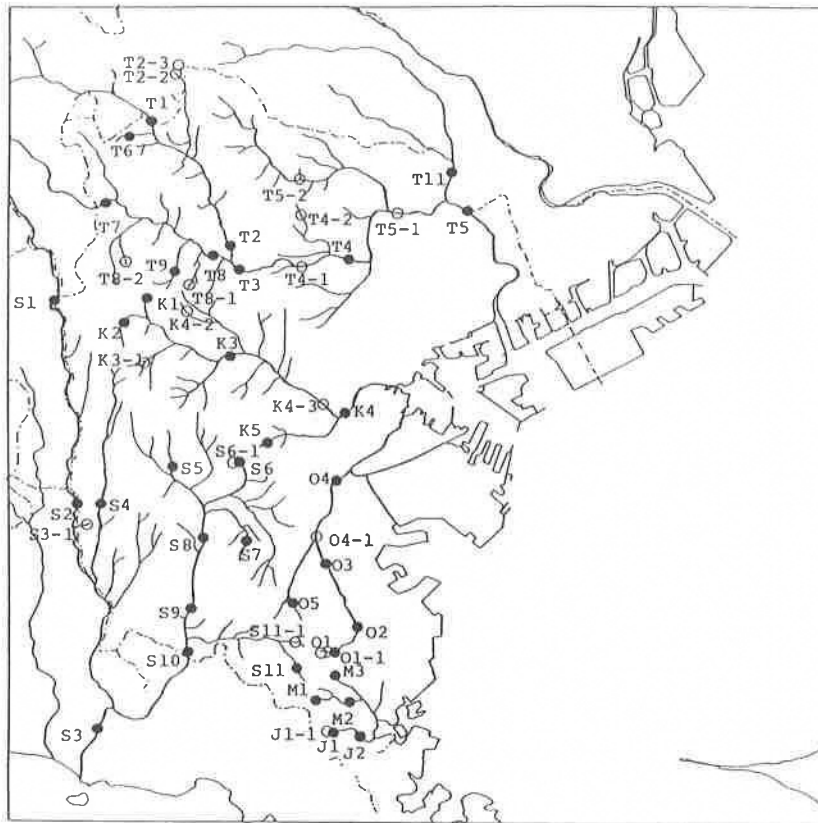 T2-3
T2-2
T1
T67
T11
T5-2
T7
T4-2
T5-1
T5
T2
T4
T9
T8
T3
T8-2
T8-1
T4-1
S1
K1
K4-2
K2
K3
K3-1
K4-3
K4
K5
S6-1
S5
S6
O4
S2
S4
S3-1
O4-1
S8
S7
O3
O5
S9
S11-1
O1
O2
S10
O1-1
S11
M3
M1
M2
S3
J1-1
J1
J2